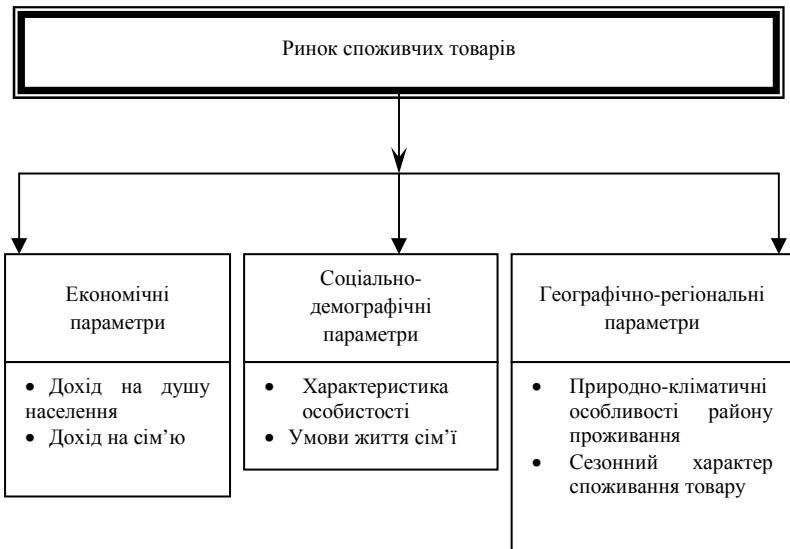 Ринок споживчих товарів
Економічні
параметри
• Дохід на душу
населення
• Дохід на сім’ю
Соціально-
демографічні
параметри
• Характеристика
особистості
• Умови життя сім’ї
Географічно-регіональні
параметри
• Природно-кліматичні
особливості району
проживання
• Сезонний характер
споживання товару